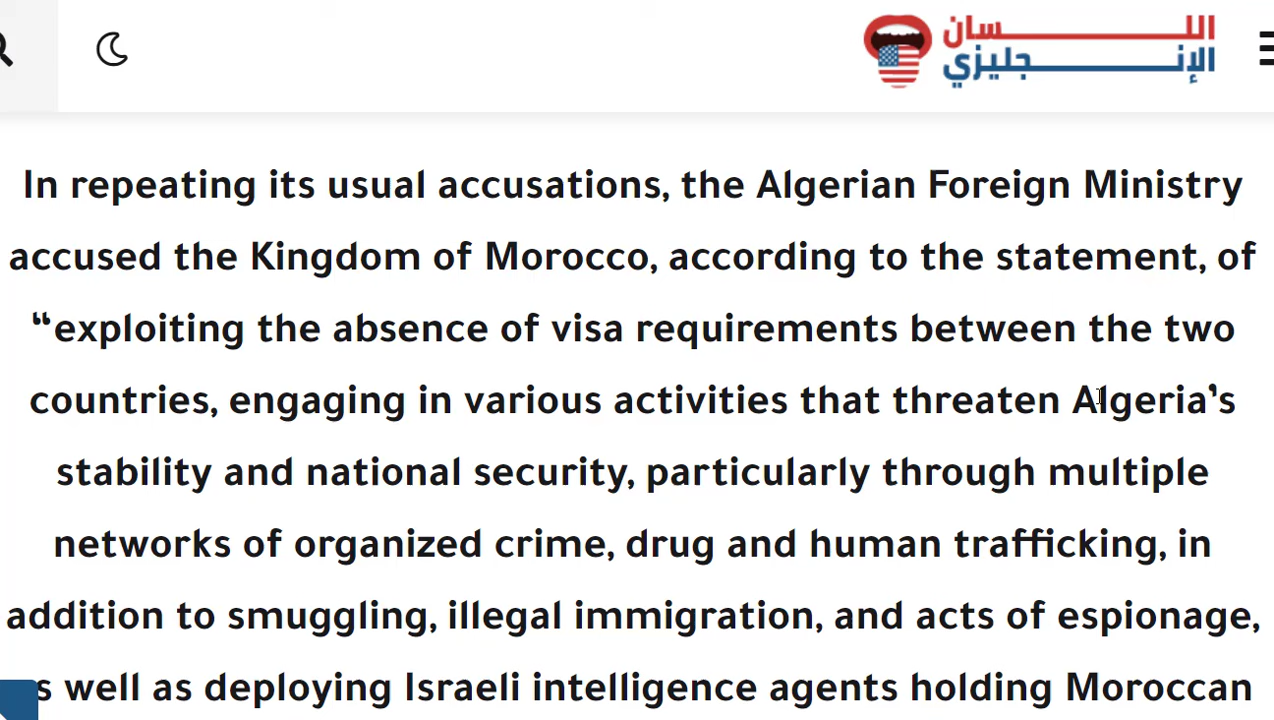 اللسان
الإنجليزي
In repeating its usual accusations, the Algerian Foreign Ministry
accused the Kingdom of Morocco, according to the statement, of
“exploiting the absence of visa requirements between the two
countries, engaging in various activities that threaten Algeria’s
stability and national security, particularly through multiple
networks of organized crime, drug and human trafficking, in
addition to smuggling, illegal immigration, and acts of espionage,
s well as deploying Israeli intelligence agents holding Moroccan